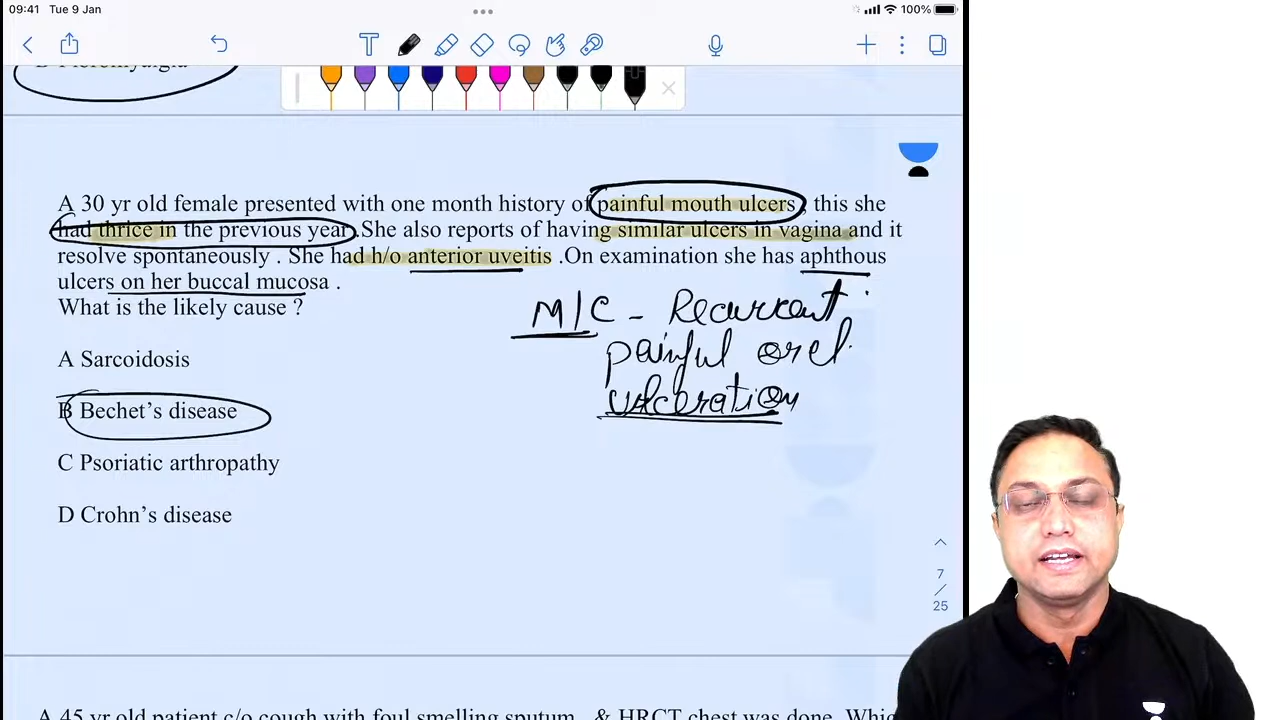 09:41 Tue 9 Jan
100%
T
A 30 yr old female presented with one month history of painful mouth ulcers , this she
had thrice in the previous year .She also reports of having similar ulcers in vagina and it
resolve spontaneously . She had h/o anterior uveitis .On examination she has aphthous
ulcers on her buccal mucosa .
What is the likely cause ?
M/C - Recurrent
painful oral
ulceration
A Sarcoidosis
B Bechet's disease
C Psoriatic arthropathy
D Crohn's disease
7
/
25
A 45 yr old patient c/o cough with foul smelling sputum & HRCT chest was done. Whic